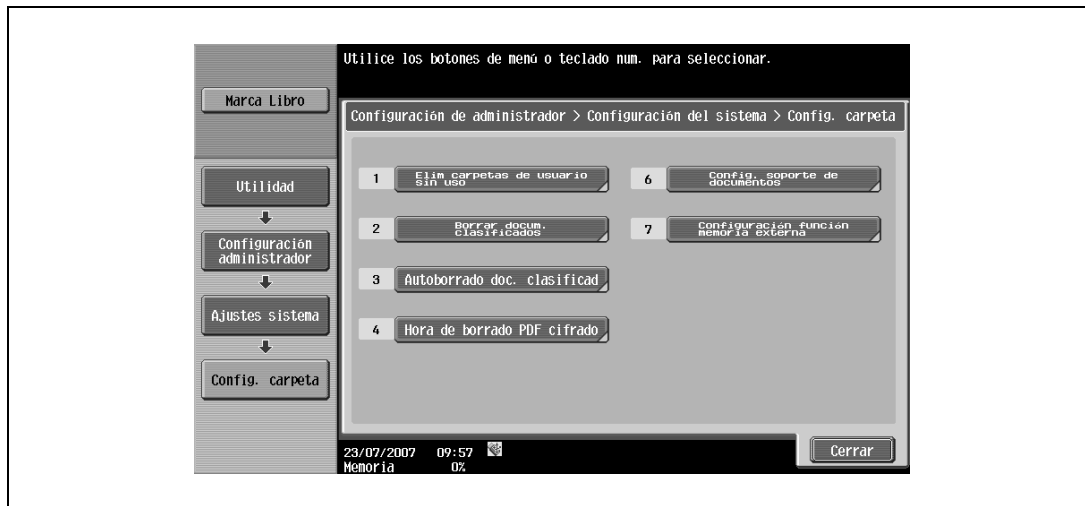 Utilice los botones de menú o teclado num. para seleccionar.
Marca Libro
Configuración de administrador > Configuración del sistema > Config. carpeta
Utilidad
Configuración
administrador
Ajustes sistema
Config. carpeta
1 Elim carpetas de usuario
sin uso
2 Borrar docum.
clasificados
3 Autoborrado doc. clasificad
4 Hora de borrado PDF cifrado
6 Config. soporte de
documentos
7 Configuración función
memoria externa
23/07/2007 09:57
Memoria 0%
Cerrar